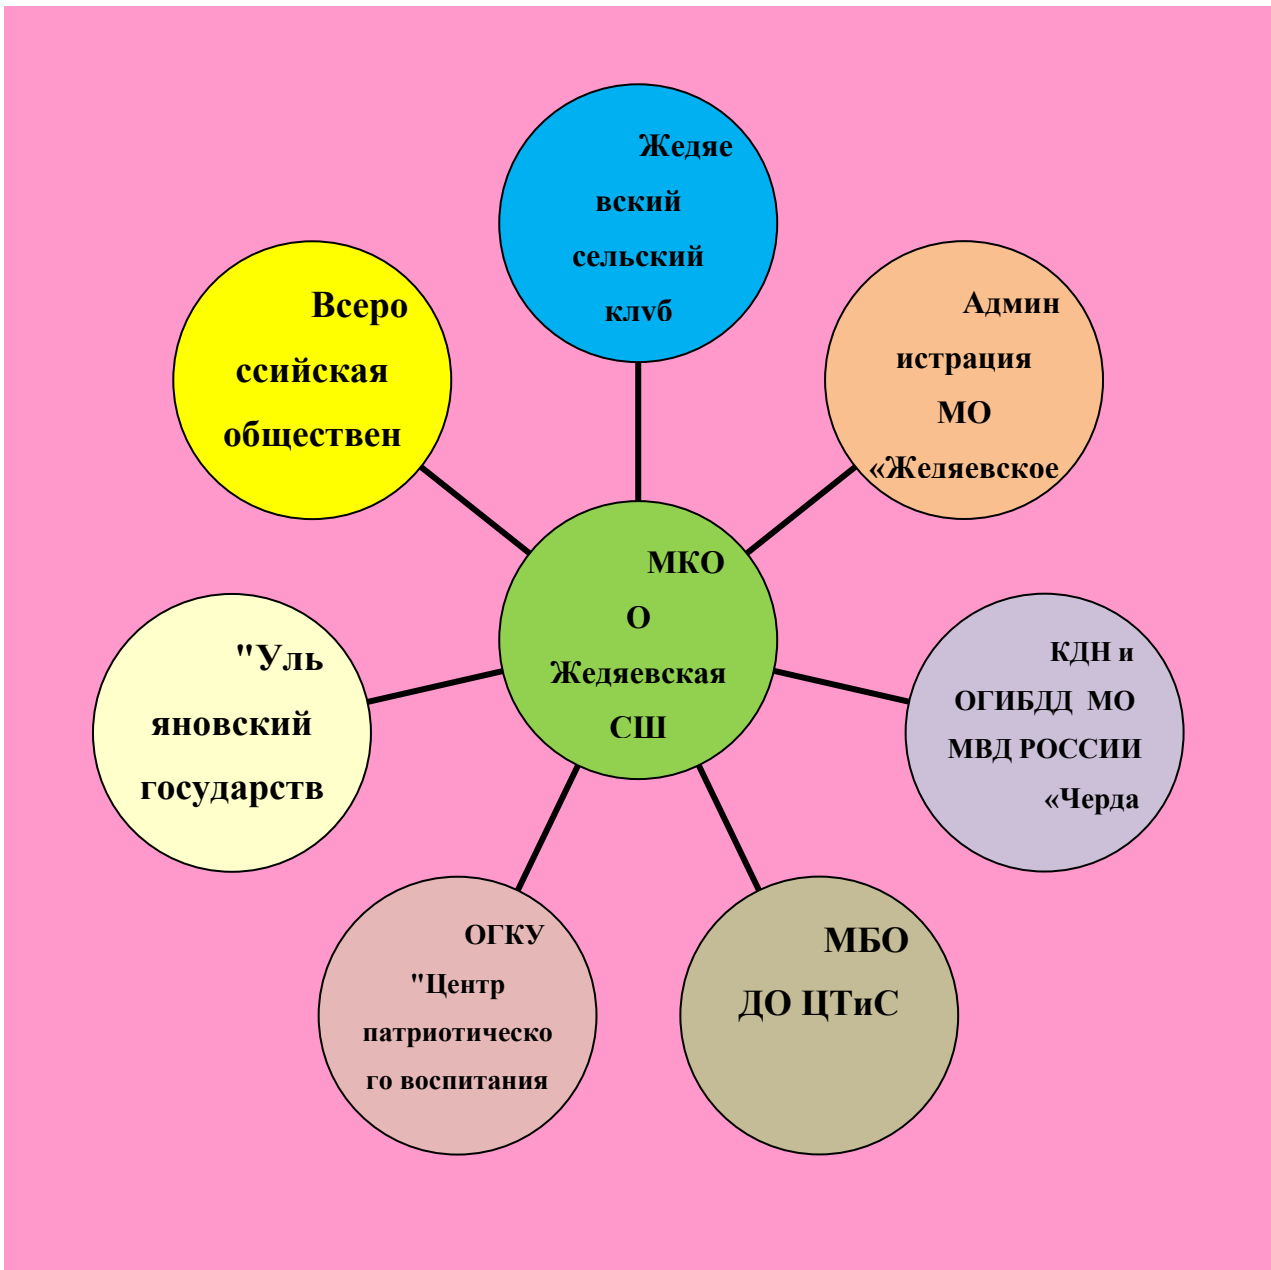 Жедяе
вский
сельский
клуб
Всеро
ссийская
обществен
Админ
истрация
МО
«Жедяевское
МКО
О
Жедяевская
СШ
"Уль
яновский
государств
КДН и
ОГИБДД МО
МВД РОССИИ
«Черда
ОГКУ
"Центр
патриотическо
го воспитания
МБО
ДО ЦТиС